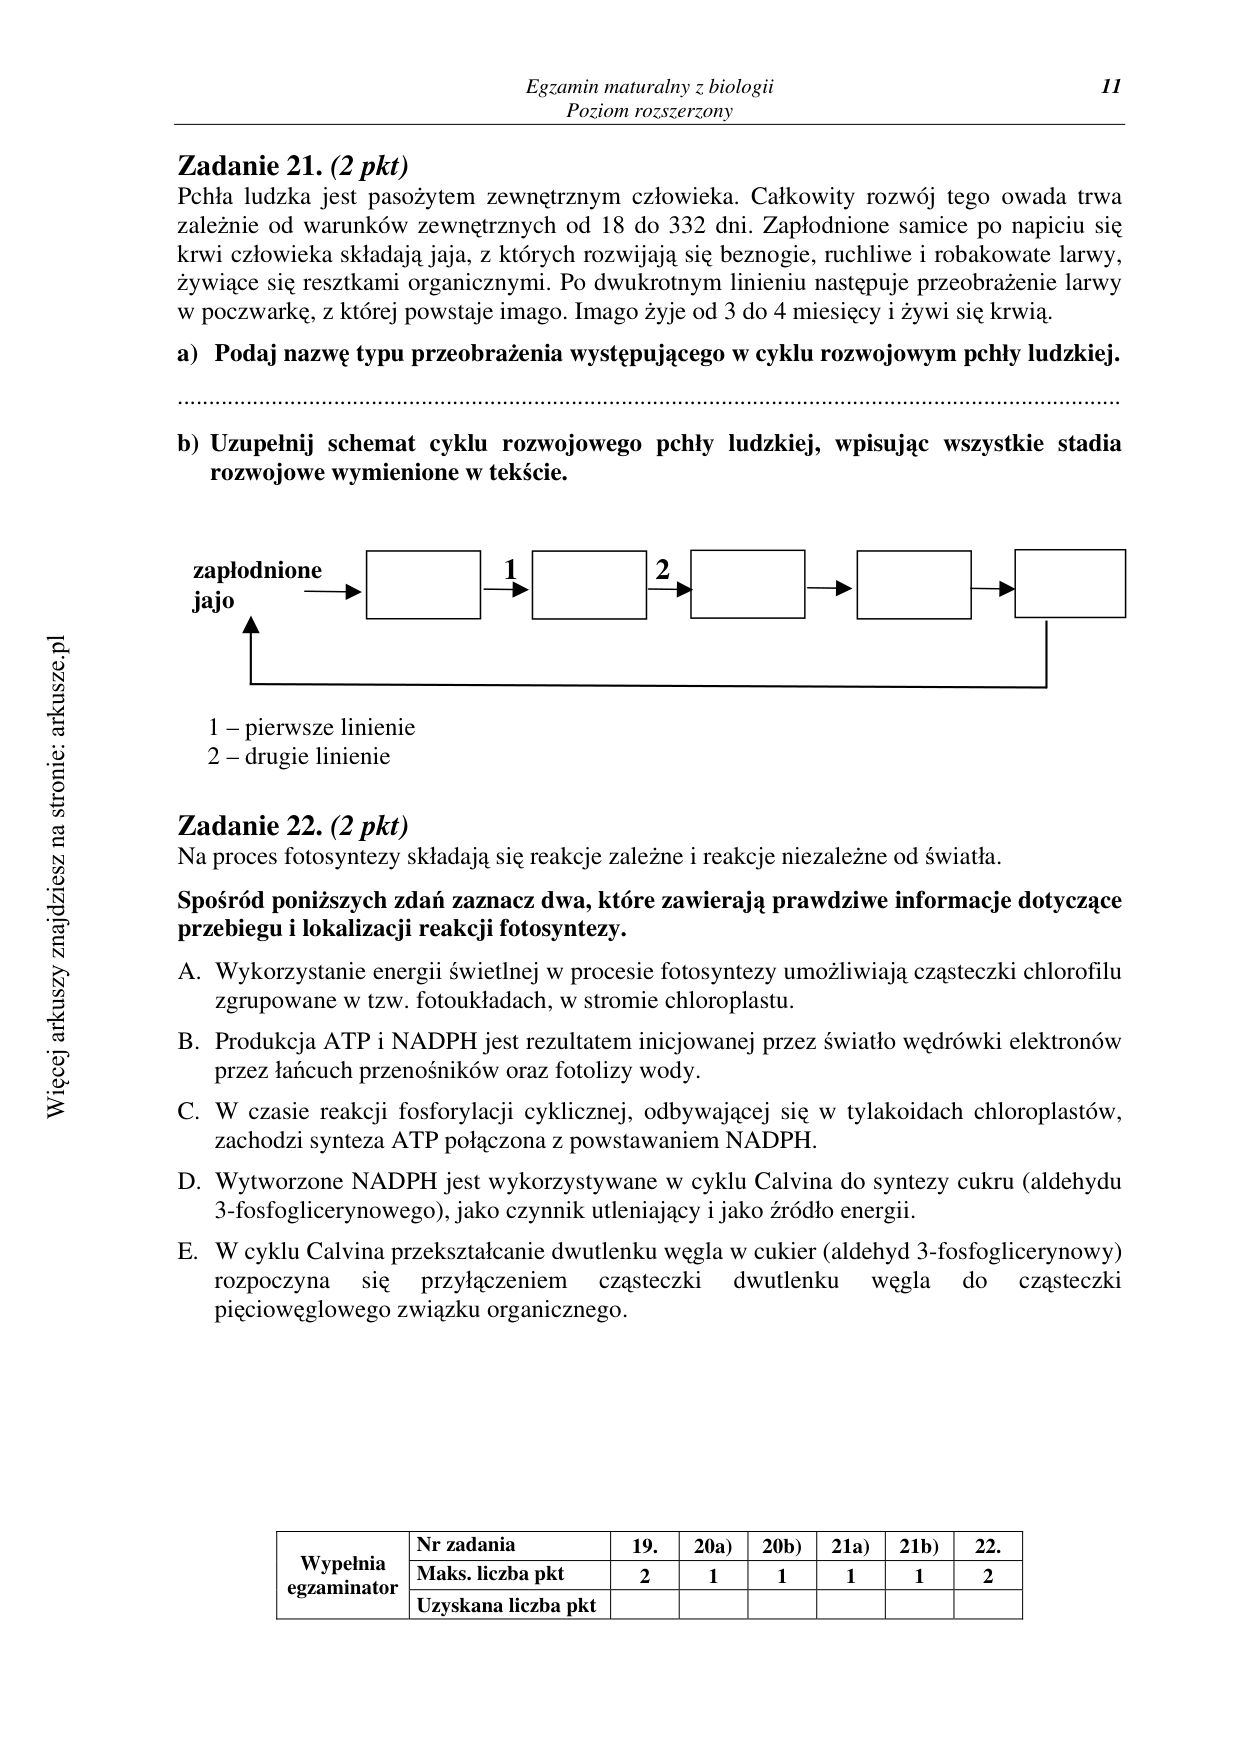 Egzamin maturalny z biologii 11
Poziom rozszerzony
Zadanie 21. (2 pkt)
Pchła ludzka jest pasożytem zewnętrznym człowieka. Całkowity rozwój tego owada trwa
zależnie od warunków zewnętrznych od 18 do 332 dni. Zapłodnione samice po napiciu się
krwi człowieka składają jaja, z których rozwijają się beznogie, ruchliwe i robakowate larwy,
żywiące się resztkami organicznymi. Po dwukrotnym linieniu następuje przeobrażenie larwy
w poczwarkę, z której powstaje imago. Imago żyje od 3 do 4 miesięcy i żywi się krwią.
a) Podaj nazwę typu przeobrażenia występującego w cyklu rozwojowym pchły ludzkiej.
................................................................................................................................................
b) Uzupełnij schemat cyklu rozwojowego pchły ludzkiej, wpisując wszystkie stadia
rozwojowe wymienione w tekście.
zapłodnione 1 2
jajo
1 – pierwsze linienie
2 – drugie linienie
Zadanie 22. (2 pkt)
Na proces fotosyntezy składają się reakcje zależne i reakcje niezależne od światła.
Spośród poniższych zdań zaznacz dwa, które zawierają prawdziwe informacje dotyczące
przebiegu i lokalizacji reakcji fotosyntezy.
A. Wykorzystanie energii świetlnej w procesie fotosyntezy umożliwiają cząsteczki chlorofilu
zgrupowane w tzw. fotoukładach, w stromie chloroplastu.
B. Produkcja ATP i NADPH jest rezultatem inicjowanej przez światło wędrówki elektronów
przez łańcuch przenośników oraz fotolizy wody.
C. W czasie reakcji fosforylacji cyklicznej, odbywającej się w tylakoidach chloroplastów,
zachodzi synteza ATP połączona z powstawaniem NADPH.
D. Wytworzone NADPH jest wykorzystywane w cyklu Calvina do syntezy cukru (aldehydu
3-fosfoglicerynowego), jako czynnik utleniający i jako źródło energii.
E. W cyklu Calvina przekształcanie dwutlenku węgla w cukier (aldehyd 3-fosfoglicerynowy)
rozpoczyna się przyłączeniem cząsteczki dwutlenku węgla do cząsteczki
pięciowęglowego związku organicznego.
Wypełnia egzaminator
Nr zadania 19. 20a) 20b) 21a) 21b) 22.
Maks. liczba pkt 2 1 1 1 1 2
Uzyskana liczba pkt
Więcej arkuszy znajdziesz na stronie: arkusze.pl